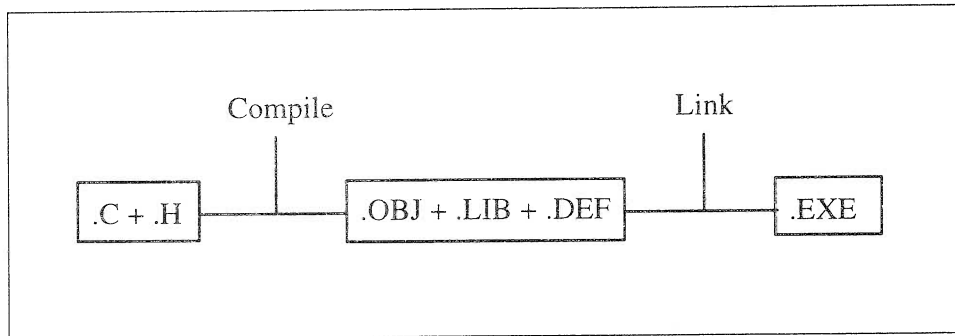 Compile
Link
.C + .H
.OBJ + .LIB + .DEF
.EXE